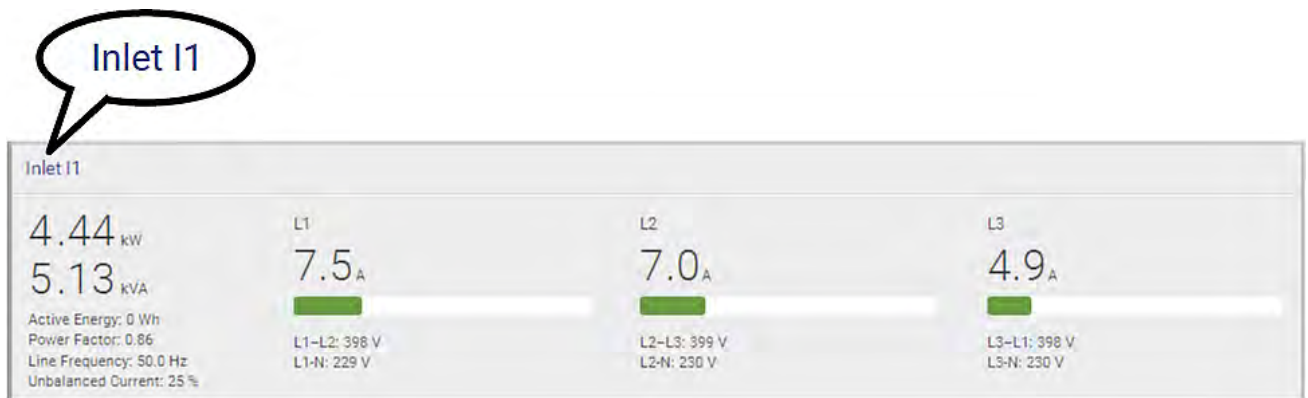 Inlet I1
Inlet I1
4.44 kW
5.13 kVA
Active Energy: 0 Wh
Power Factor: 0.86
Line Frequency: 50.0 Hz
Unbalanced Current: 25 %
L1
7.5 A
L1–L2: 398 V
L1-N: 229 V
L2
7.0 A
L2–L3: 399 V
L2-N: 230 V
L3
4.9 A
L3–L1: 398 V
L3-N: 230 V